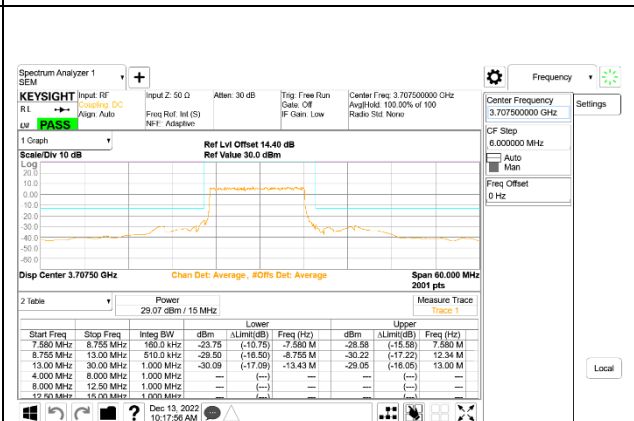 Spectrum Analyzer 1
SEM
Frequency
KEYSIGHT Input: RF Input Z: 50 Ω Atten: 30 dB Trig: Free Run Center Freq: 3.707500000 GHz
RL Coupling: DC Gate: Off Avg|Hold: 100.00% of 100
Align: Auto Freq Ref: Int (S) IF Gain: Low Radio Std: None
PASS NFE: Adaptive
Center Frequency
3.707500000 GHz
Settings
CF Step
6.000000 MHz
Auto
Man
Freq Offset
0 Hz
1 Graph
Ref Lvl Offset 14.40 dB
Scale/Div 10 dB Ref Value 30.0 dBm
Log
20.0
10.0
0.00
-10.0
-20.0
-30.0
-40.0
-50.0
-60.0
Disp Center 3.70750 GHz Chan Det: Average, #Offs Det: Average Span 60.000 MHz
2001 pts
2 Table Power Measure Trace
29.07 dBm / 15 MHz Trace 1
Lower Upper
Start Freq Stop Freq Integ BW dBm ΔLimit(dB) Freq (Hz) dBm ΔLimit(dB) Freq (Hz)
7.580 MHz 8.755 MHz 160.0 kHz -23.75 (-10.75) -7.580 M -28.58 (-15.58) 7.580 M
8.755 MHz 13.00 MHz 510.0 kHz -29.50 (-16.50) -8.755 M -30.22 (-17.22) 12.34 M
13.00 MHz 30.00 MHz 1.000 MHz -30.09 (-17.09) -13.43 M -29.05 (-16.05) 13.00 M
4.000 MHz 8.000 MHz 1.000 MHz --- (---) --- --- (---) ---
8.000 MHz 12.50 MHz 1.000 MHz --- (---) --- --- (---) ---
12.50 MHz 15.00 MHz 1.000 MHz --- (---) --- --- (---) ---
Local
Dec 13, 2022
10:17:56 AM